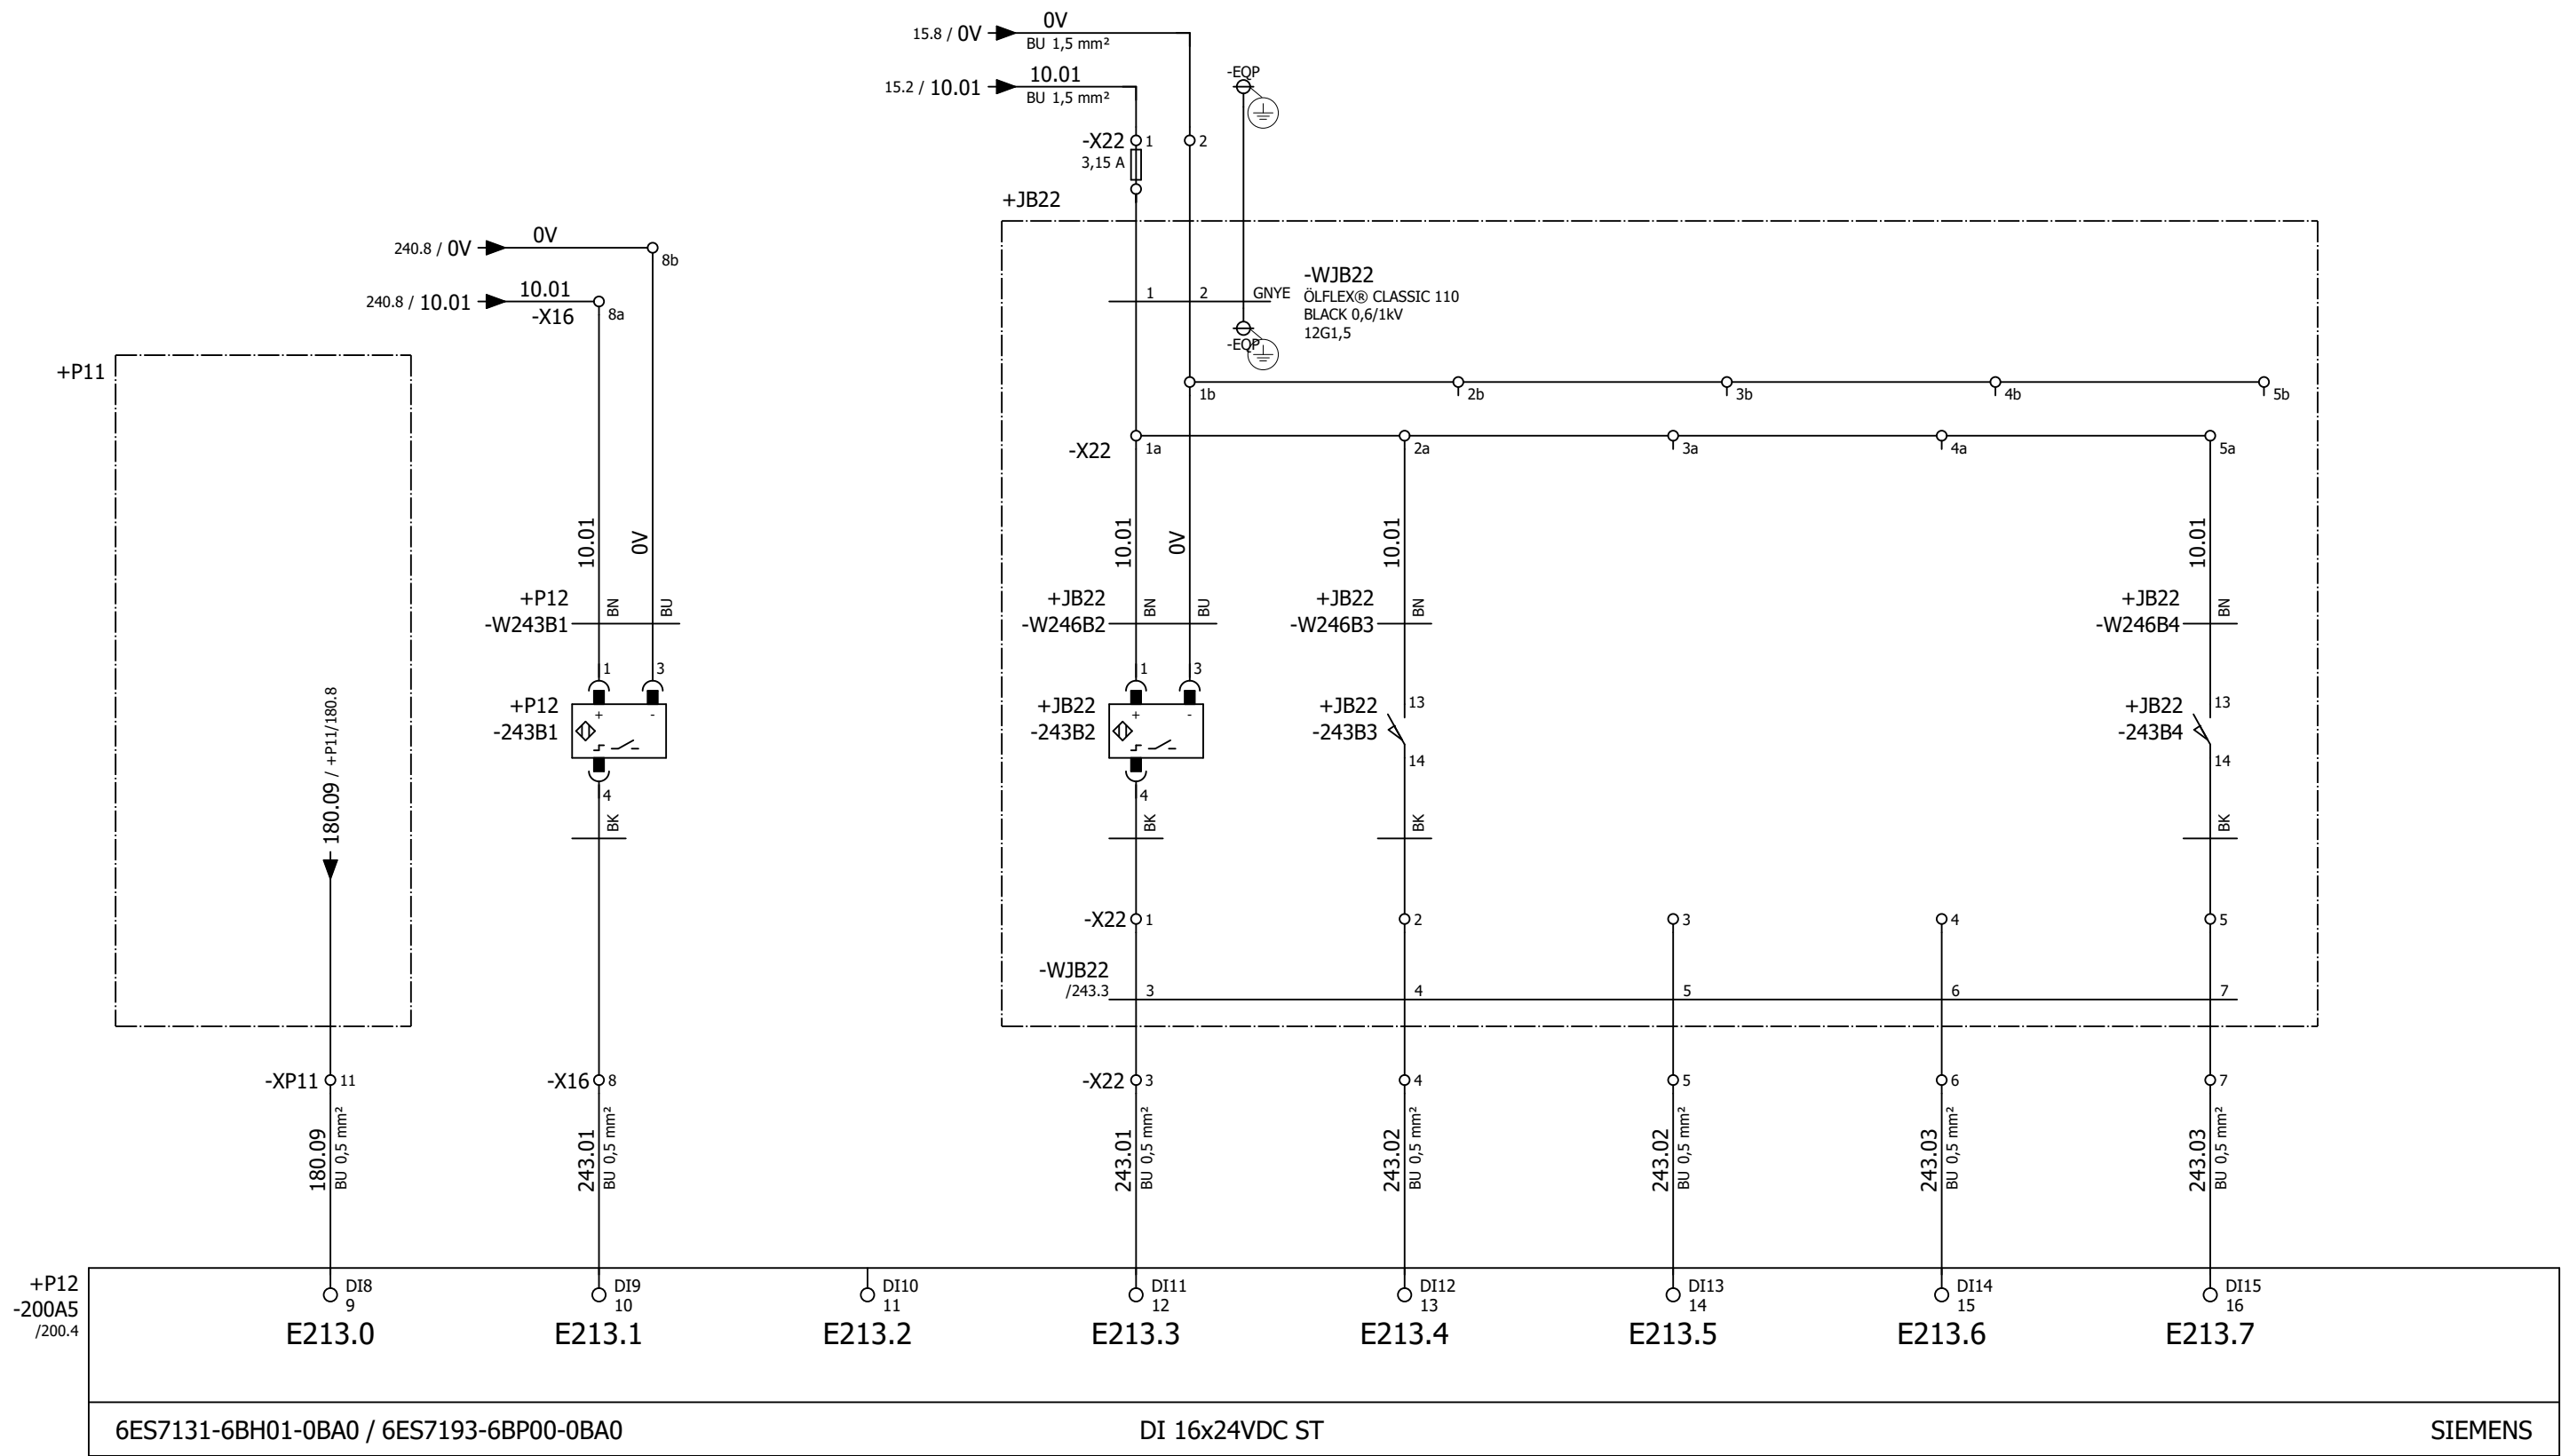 15.8 / 0V
0V
BU 1,5 mm²
15.2 / 10.01
10.01
BU 1,5 mm²
-EQP
-X22
3,15 A
1
2
+JB22
240.8 / 0V
0V
8b
240.8 / 10.01
10.01
-X16
8a
1
2
GNYE
-WJB22
ÖLFLEX® CLASSIC 110
BLACK 0,6/1kV
12G1,5
-EQP
+P11
1b
2b
3b
4b
5b
-X22
1a
2a
3a
4a
5a
10.01
0V
10.01
0V
10.01
10.01
+P12
-W243B1
BN
BU
+JB22
-W246B2
BN
BU
+JB22
-W246B3
BN
+JB22
-W246B4
BN
180.09 / +P11/180.8
1
3
+P12
-243B1
+
-
4
BK
1
3
+JB22
-243B2
+
-
4
BK
+JB22
-243B3
13
14
BK
+JB22
-243B4
13
14
BK
-X22
1
2
3
4
5
-WJB22
/243.3
3
4
5
6
7
-XP11
11
-X16
8
-X22
3
4
5
6
7
180.09
BU 0,5 mm²
243.01
BU 0,5 mm²
243.01
BU 0,5 mm²
243.02
BU 0,5 mm²
243.02
BU 0,5 mm²
243.03
BU 0,5 mm²
243.03
BU 0,5 mm²
+P12
-200A5
/200.4
DI8
9
E213.0
DI9
10
E213.1
DI10
11
E213.2
DI11
12
E213.3
DI12
13
E213.4
DI13
14
E213.5
DI14
15
E213.6
DI15
16
E213.7
6ES7131-6BH01-0BA0 / 6ES7193-6BP00-0BA0
DI 16x24VDC ST
SIEMENS